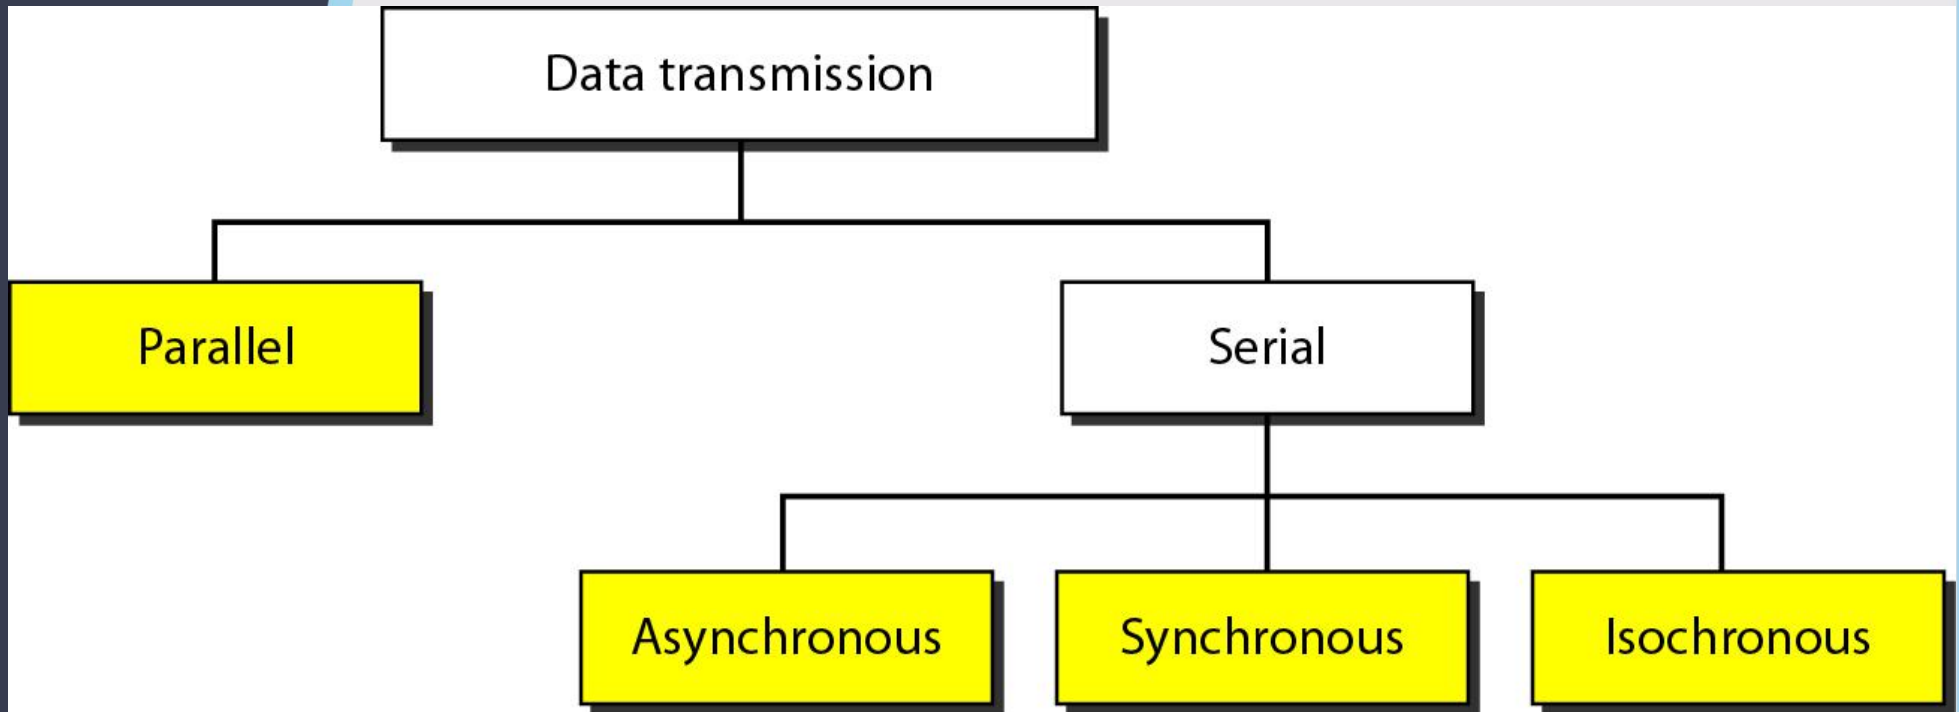 Data transmission
Parallel
Serial
Asynchronous
Synchronous
Isochronous